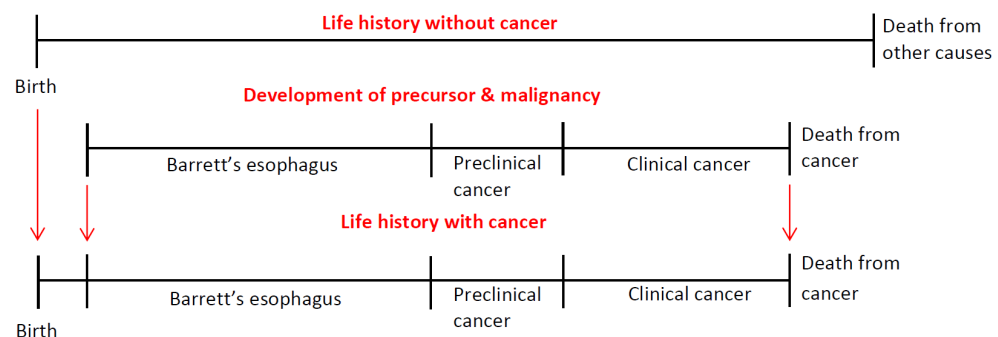 Life history without cancer
Death from
other causes
Birth
Development of precursor & malignancy
Death from
cancer
Barrett’s esophagus
Preclinical
cancer
Clinical cancer
Life history with cancer
Death from
cancer
Barrett’s esophagus
Preclinical
cancer
Clinical cancer
Birth